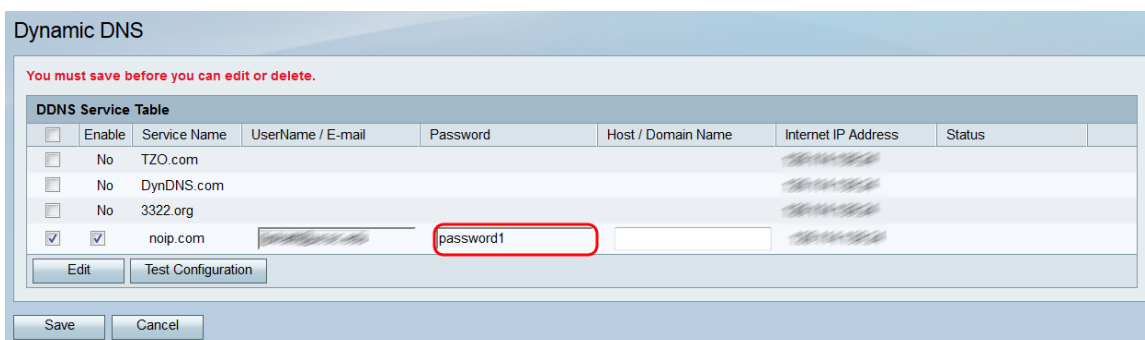 Dynamic DNS
You must save before you can edit or delete.
DDNS Service Table
Enable Service Name UserName / E-mail Password Host / Domain Name Internet IP Address Status
No TZO.com
No DynDNS.com
No 3322.org
noip.com password1
Edit Test Configuration
Save Cancel